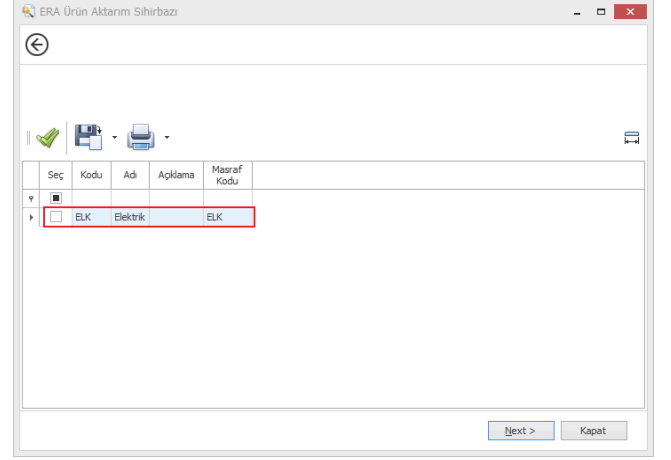 ERA Ürün Aktarım Sihirbazı
Seç Kodu Adı Açıklama Masraf Kodu
ELK Elektrik ELK
Next > Kapat